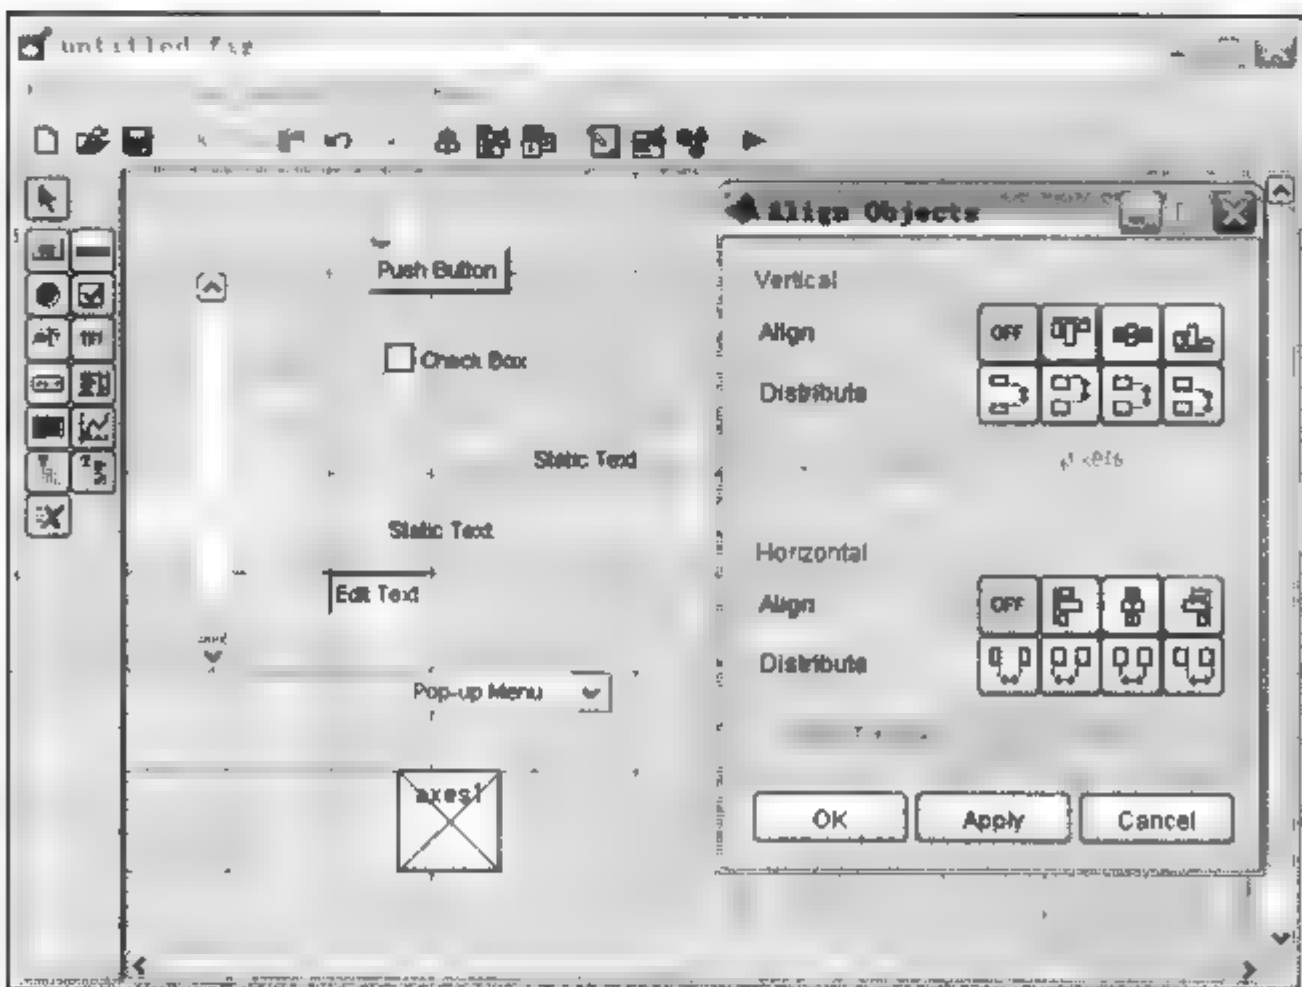 untitled fig
Align Objects
Push Button
Vertical
OFF
Align
Check Box
Distribute
Static Text
Static Text
Horizontal
Edit Text
OFF
Align
Distribute
Pop-up Menu
axes1
OK
Apply
Cancel